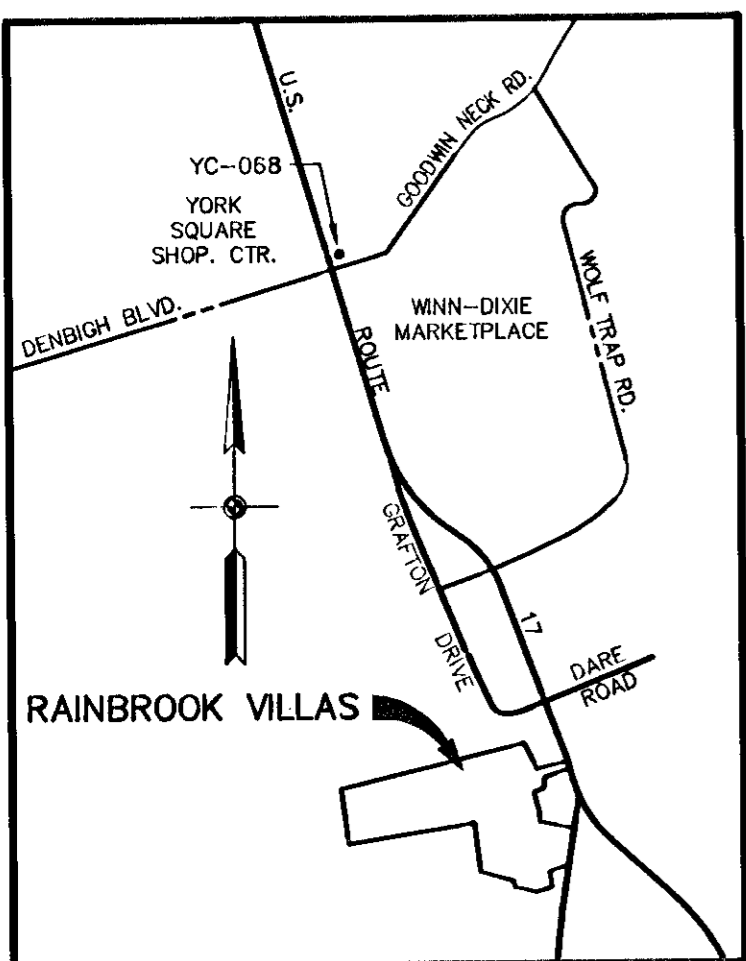 U.S.
GOODWIN NECK RD.
YC-068
YORK
SQUARE
SHOP. CTR.
DENBIGH BLVD.
WINN-DIXIE
MARKETPLACE
WOLF TRAP RD.
ROUTE
GRAFTON
DRIVE
17
DARE
ROAD
RAINBROOK VILLAS